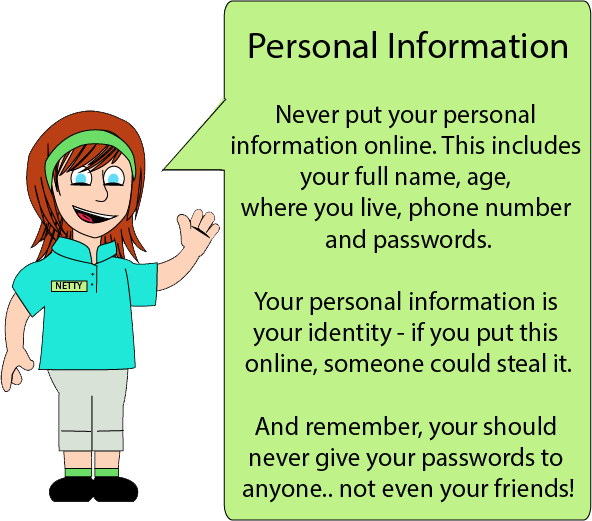 Personal Information
Never put your personal
information online. This includes
your full name, age,
where you live, phone number
and passwords.
Your personal information is
your identity - if you put this
online, someone could steal it.
And remember, your should
never give your passwords to
anyone.. not even your friends!
NETTY